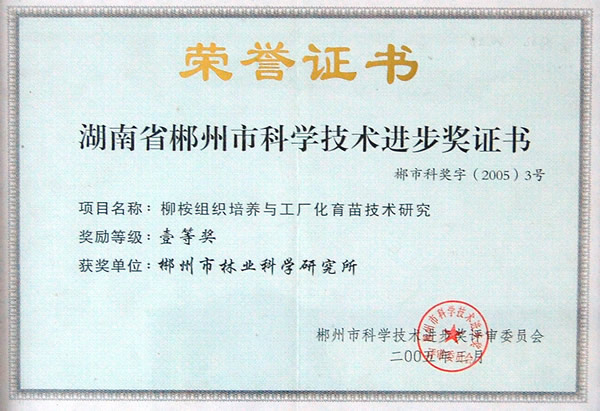 荣誉证书
湖南省郴州市科学技术进步奖证书
郴市科奖字（2005）3号
项目名称：柳桉组织培养与工厂化育苗技术研究
奖励等级：壹等奖
获奖单位：郴州市林业科学研究所
郴州市科学技术进步奖评审委员会
二OO五年三月